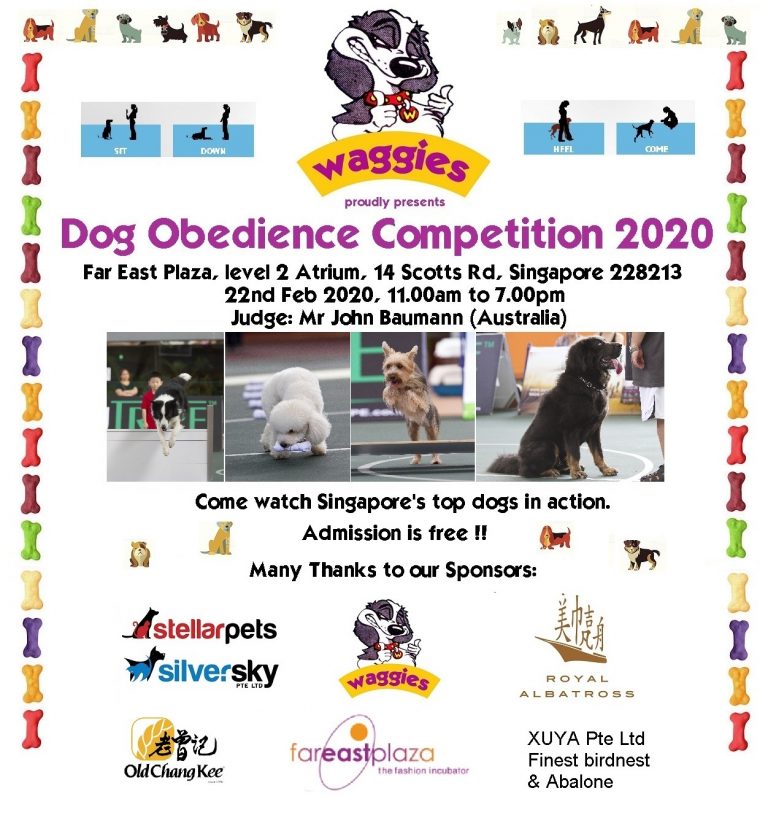 SIT
DOWN
HEEL
COME
W
waggies
proudly presents
Dog Obedience Competition 2020
Far East Plaza, level 2 Atrium, 14 Scotts Rd, Singapore 228213
22nd Feb 2020, 11.00am to 7.00pm
Judge: Mr John Baumann (Australia)
Come watch Singapore's top dogs in action.
Admission is free !!
Many Thanks to our Sponsors:
stellarpets
silversky
PTE LTD
waggies
ROYAL
ALBATROSS
老曾记
Old Chang Kee
fareastplaza
the fashion incubator
XUYA Pte Ltd
Finest birdnest
& Abalone